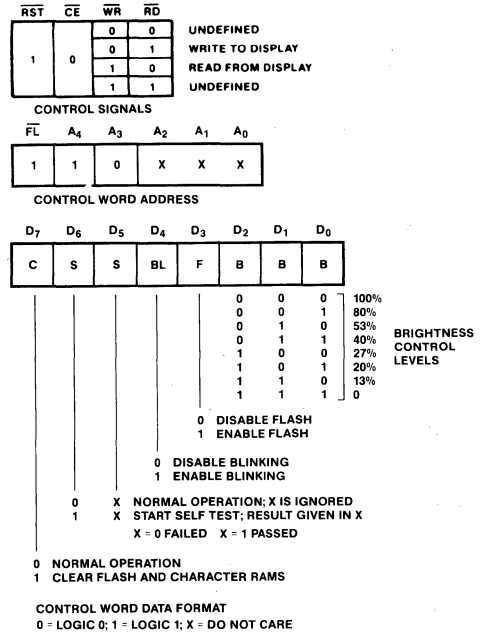 RST CE WR RD
1 0
0 0 UNDEFINED
0 1 WRITE TO DISPLAY
1 0 READ FROM DISPLAY
1 1 UNDEFINED
CONTROL SIGNALS
FL A4 A3 A2 A1 A0
1 1 0 X X X
CONTROL WORD ADDRESS
D7 D6 D5 D4 D3 D2 D1 D0
C S S BL F B B B
0 0 0 100%
0 0 1 80%
0 1 0 53%
0 1 1 40%
1 0 0 27%
1 0 1 20%
1 1 0 13%
1 1 1 0
BRIGHTNESS
CONTROL
LEVELS
0 DISABLE FLASH
1 ENABLE FLASH
0 DISABLE BLINKING
1 ENABLE BLINKING
0 X NORMAL OPERATION; X IS IGNORED
1 X START SELF TEST; RESULT GIVEN IN X
X = 0 FAILED X = 1 PASSED
0 NORMAL OPERATION
1 CLEAR FLASH AND CHARACTER RAMS
CONTROL WORD DATA FORMAT
0 = LOGIC 0; 1 = LOGIC 1; X = DO NOT CARE